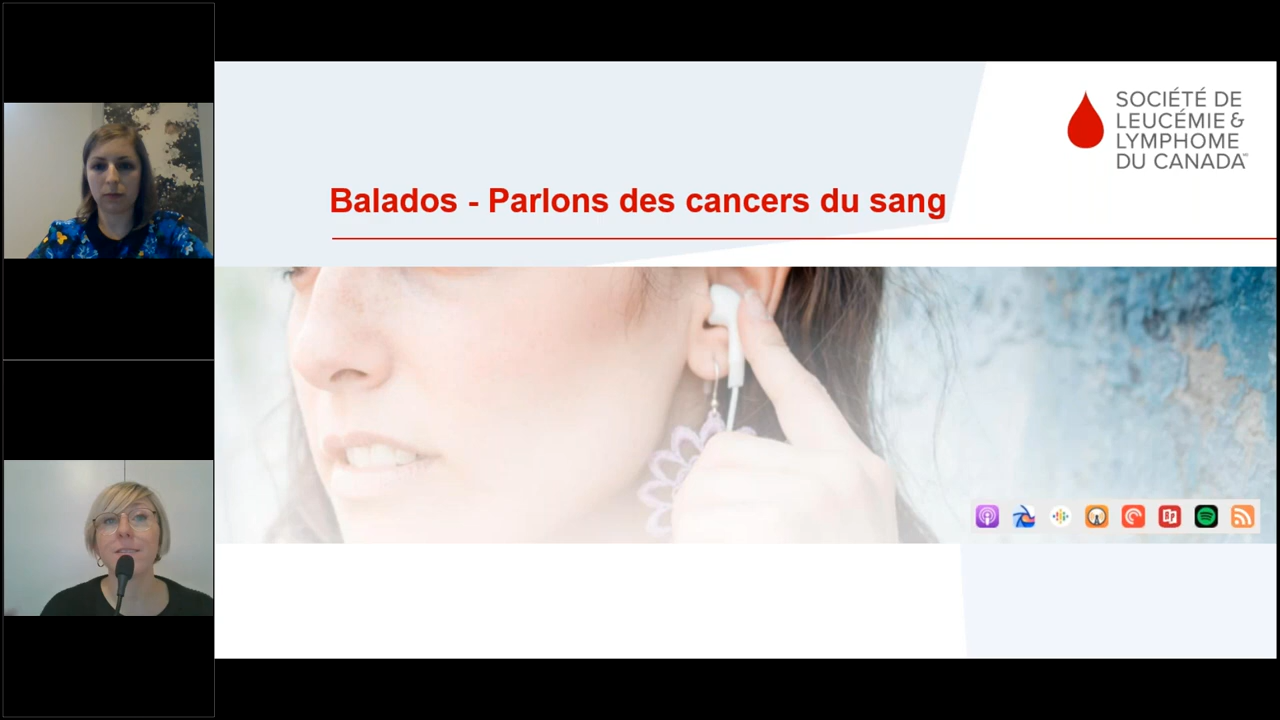 SOCIÉTÉ DE
LEUCÉMIE &
LYMPHOME
DU CANADA
Balados - Parlons des cancers du sang